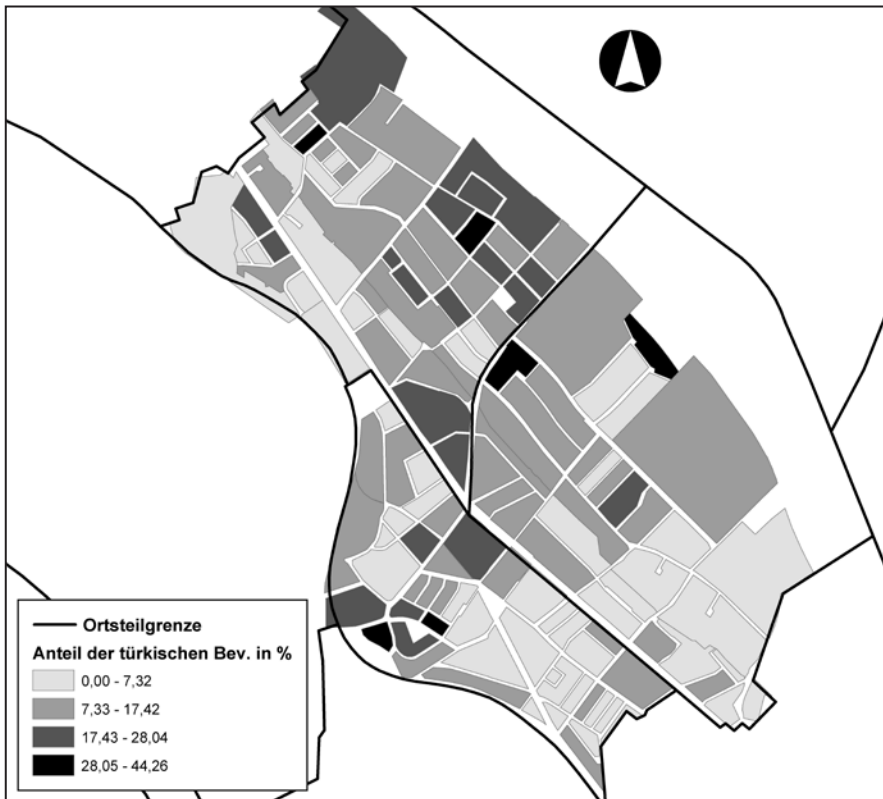 Ortsteilgrenze
Anteil der türkischen Bev. in %
0,00 - 7,32
7,33 - 17,42
17,43 - 28,04
28,05 - 44,26